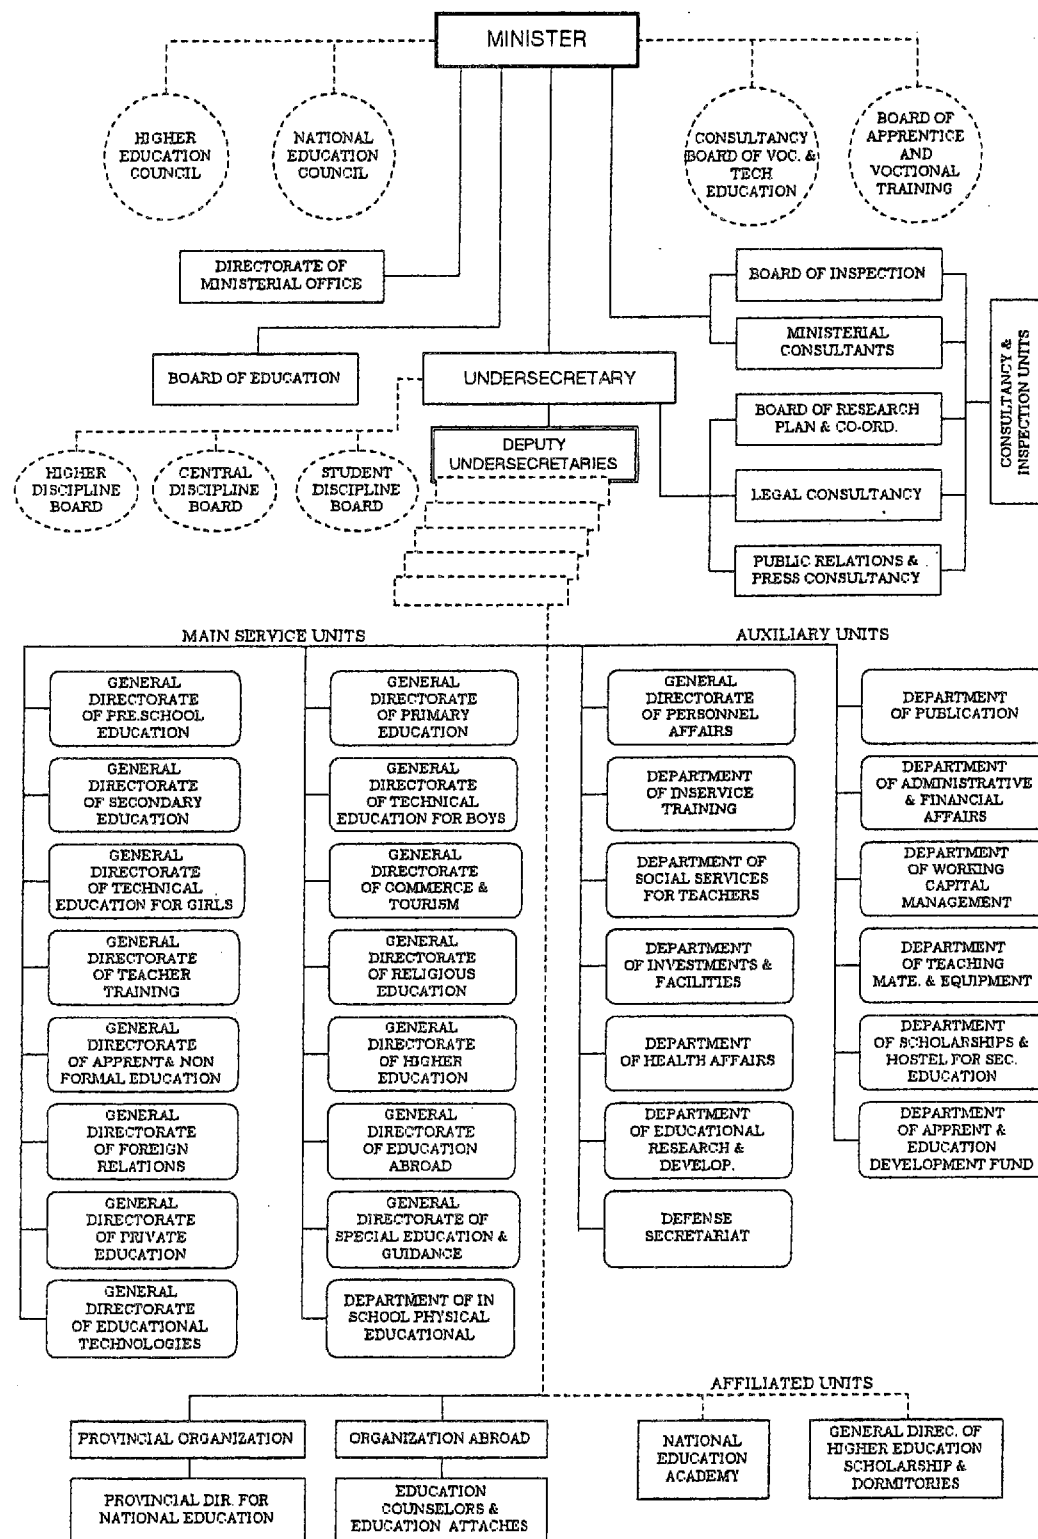 MINISTER
HIGHER
EDUCATION
COUNCIL
NATIONAL
EDUCATION
COUNCIL
CONSULTANCY
BOARD OF VOC. &
TECH
EDUCATION
BOARD OF
APPRENTICE
AND
VOCTIONAL
TRAINING
DIRECTORATE OF
MINISTERIAL OFFICE
BOARD OF INSPECTION
MINISTERIAL
CONSULTANTS
BOARD OF EDUCATION
UNDERSECRETARY
BOARD OF RESEARCH
PLAN & CO-ORD.
CONSULTANCY &
INSPECTION UNITS
DEPUTY
UNDERSECRETARIES
HIGHER
DISCIPLINE
BOARD
CENTRAL
DISCIPLINE
BOARD
STUDENT
DISCIPLINE
BOARD
LEGAL CONSULTANCY
PUBLIC RELATIONS &
PRESS CONSULTANCY
MAIN SERVICE UNITS
AUXILIARY UNITS
GENERAL
DIRECTORATE
OF PRE.SCHOOL
EDUCATION
GENERAL
DIRECTORATE
OF PRIMARY
EDUCATION
GENERAL
DIRECTORATE
OF PERSONNEL
AFFAIRS
DEPARTMENT
OF PUBLICATION
GENERAL
DIRECTORATE
OF SECONDARY
EDUCATION
GENERAL
DIRECTORATE
OF TECHNICAL
EDUCATION FOR BOYS
DEPARTMENT
OF INSERVICE
TRAINING
DEPARTMENT
OF ADMINISTRATIVE
& FINANCIAL
AFFAIRS
GENERAL
DIRECTORATE
OF TECHNICAL
EDUCATION FOR GIRLS
GENERAL
DIRECTORATE
OF COMMERCE &
TOURISM
DEPARTMENT OF
SOCIAL SERVICES
FOR TEACHERS
DEPARTMENT
OF WORKING
CAPITAL
MANAGEMENT
GENERAL
DIRECTORATE
OF TEACHER
TRAINING
GENERAL
DIRECTORATE
OF RELIGIOUS
EDUCATION
DEPARTMENT
OF INVESTMENTS &
FACILITIES
DEPARTMENT
OF TEACHING
MATE. & EQUIPMENT
GENERAL
DIRECTORATE
OF APPRENT& NON
FORMAL EDUCATION
GENERAL
DIRECTORATE
OF HIGHER
EDUCATION
DEPARTMENT
OF HEALTH AFFAIRS
DEPARTMENT
OF SCHOLARSHIPS &
HOSTEL FOR SEC.
EDUCATION
GENERAL
DIRECTORATE
OF FOREIGN
RELATIONS
GENERAL
DIRECTORATE
OF EDUCATION
ABROAD
DEPARTMENT
OF EDUCATIONAL
RESEARCH &
DEVELOP.
DEPARTMENT
OF APPRENT &
EDUCATION
DEVELOPMENT FUND
GENERAL
DIRECTORATE
OF PRIVATE
EDUCATION
GENERAL
DIRECTORATE OF
SPECIAL EDUCATION &
GUIDANCE
DEFENSE
SECRETARIAT
GENERAL
DIRECTORATE
OF EDUCATIONAL
TECHNOLOGIES
DEPARTMENT OF IN
SCHOOL PHYSICAL
EDUCATIONAL
AFFILIATED UNITS
PROVINCIAL ORGANIZATION
ORGANIZATION ABROAD
NATIONAL
EDUCATION
ACADEMY
GENERAL DIREC. OF
HIGHER EDUCATION
SCHOLARSHIP &
DORMITORIES
PROVINCIAL DIR. FOR
NATIONAL EDUCATION
EDUCATION
COUNSELORS &
EDUCATION ATTACHES